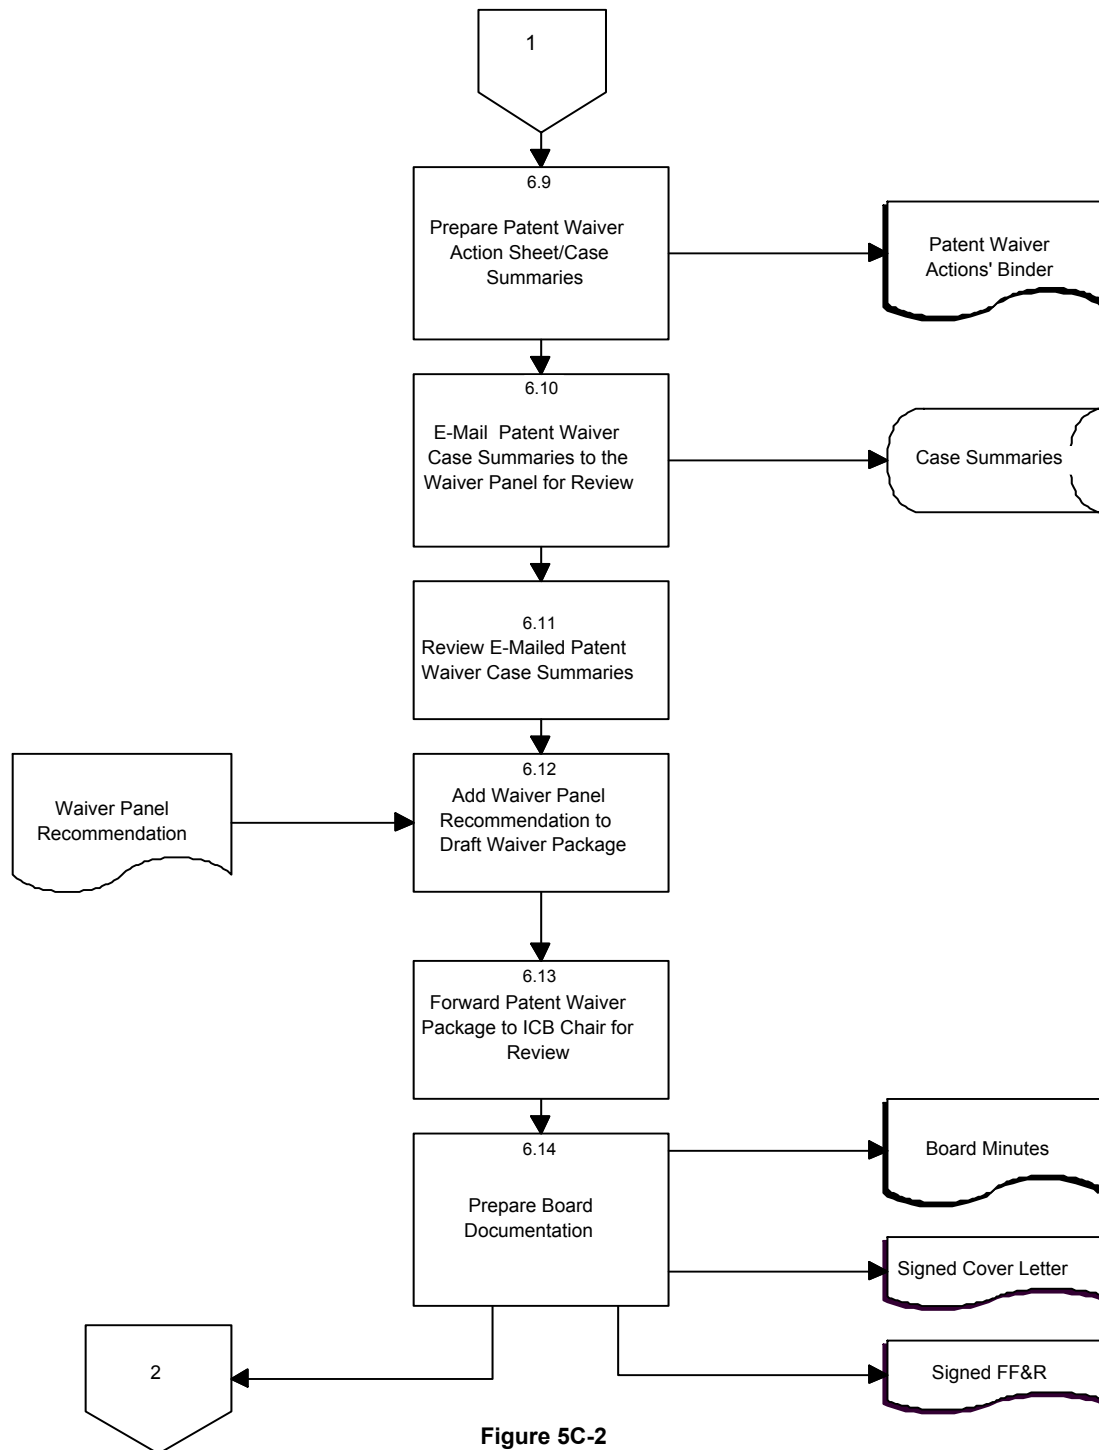 1
6.9
Prepare Patent Waiver
Action Sheet/Case
Summaries
Patent Waiver
Actions' Binder
6.10
E-Mail Patent Waiver
Case Summaries to the
Waiver Panel for Review
Case Summaries
6.11
Review E-Mailed Patent
Waiver Case Summaries
Waiver Panel
Recommendation
6.12
Add Waiver Panel
Recommendation to
Draft Waiver Package
6.13
Forward Patent Waiver
Package to ICB Chair for
Review
6.14
Prepare Board
Documentation
Board Minutes
Signed Cover Letter
Signed FF&R
2
Figure 5C-2